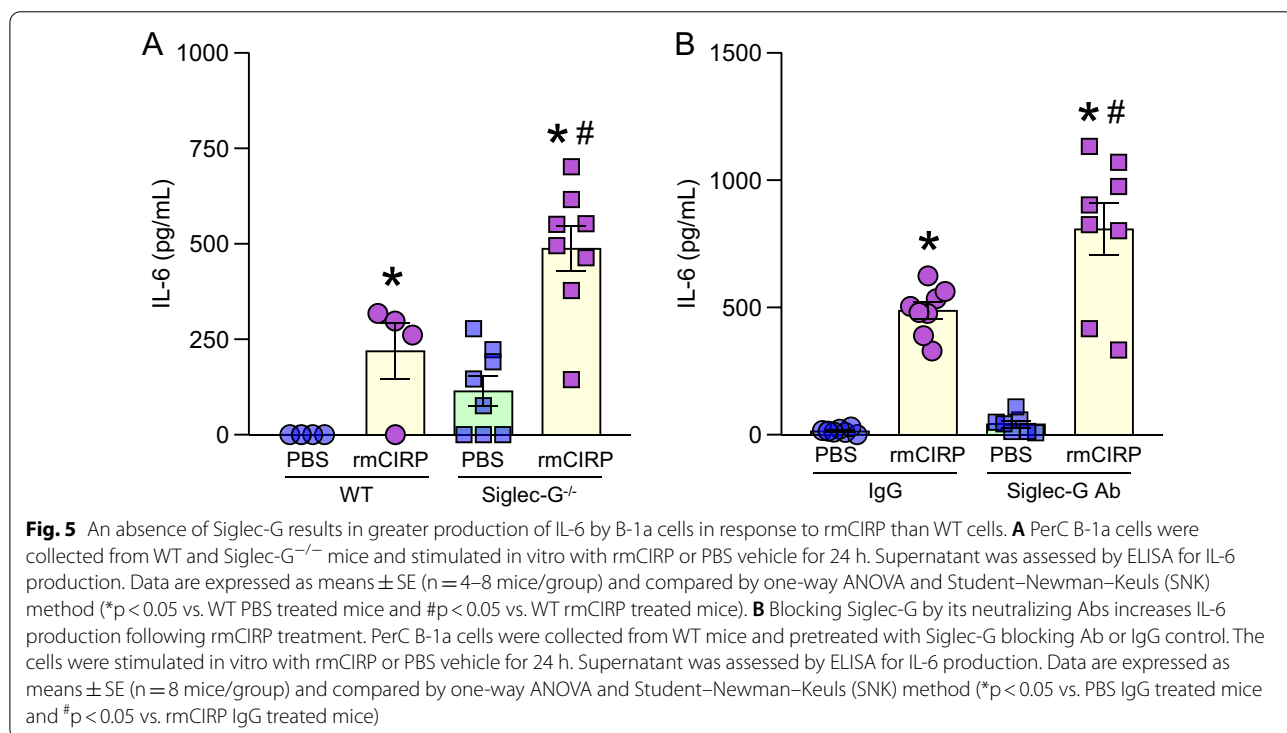 A
B
1000
750
500
250
0
IL-6 (pg/mL)
*
* #
PBS rmCIRP PBS rmCIRP
WT Siglec-G-/-
1500
1000
500
0
IL-6 (pg/mL)
*
* #
PBS rmCIRP PBS rmCIRP
IgG Siglec-G Ab
Fig. 5 An absence of Siglec-G results in greater production of IL-6 by B-1a cells in response to rmCIRP than WT cells. A PerC B-1a cells were
collected from WT and Siglec-G−/− mice and stimulated in vitro with rmCIRP or PBS vehicle for 24 h. Supernatant was assessed by ELISA for IL-6
production. Data are expressed as means ± SE (n = 4–8 mice/group) and compared by one-way ANOVA and Student–Newman–Keuls (SNK)
method (*p < 0.05 vs. WT PBS treated mice and #p < 0.05 vs. WT rmCIRP treated mice). B Blocking Siglec-G by its neutralizing Abs increases IL-6
production following rmCIRP treatment. PerC B-1a cells were collected from WT mice and pretreated with Siglec-G blocking Ab or IgG control. The
cells were stimulated in vitro with rmCIRP or PBS vehicle for 24 h. Supernatant was assessed by ELISA for IL-6 production. Data are expressed as
means ± SE (n = 8 mice/group) and compared by one-way ANOVA and Student–Newman–Keuls (SNK) method (*p < 0.05 vs. PBS IgG treated mice
and #p < 0.05 vs. rmCIRP IgG treated mice)